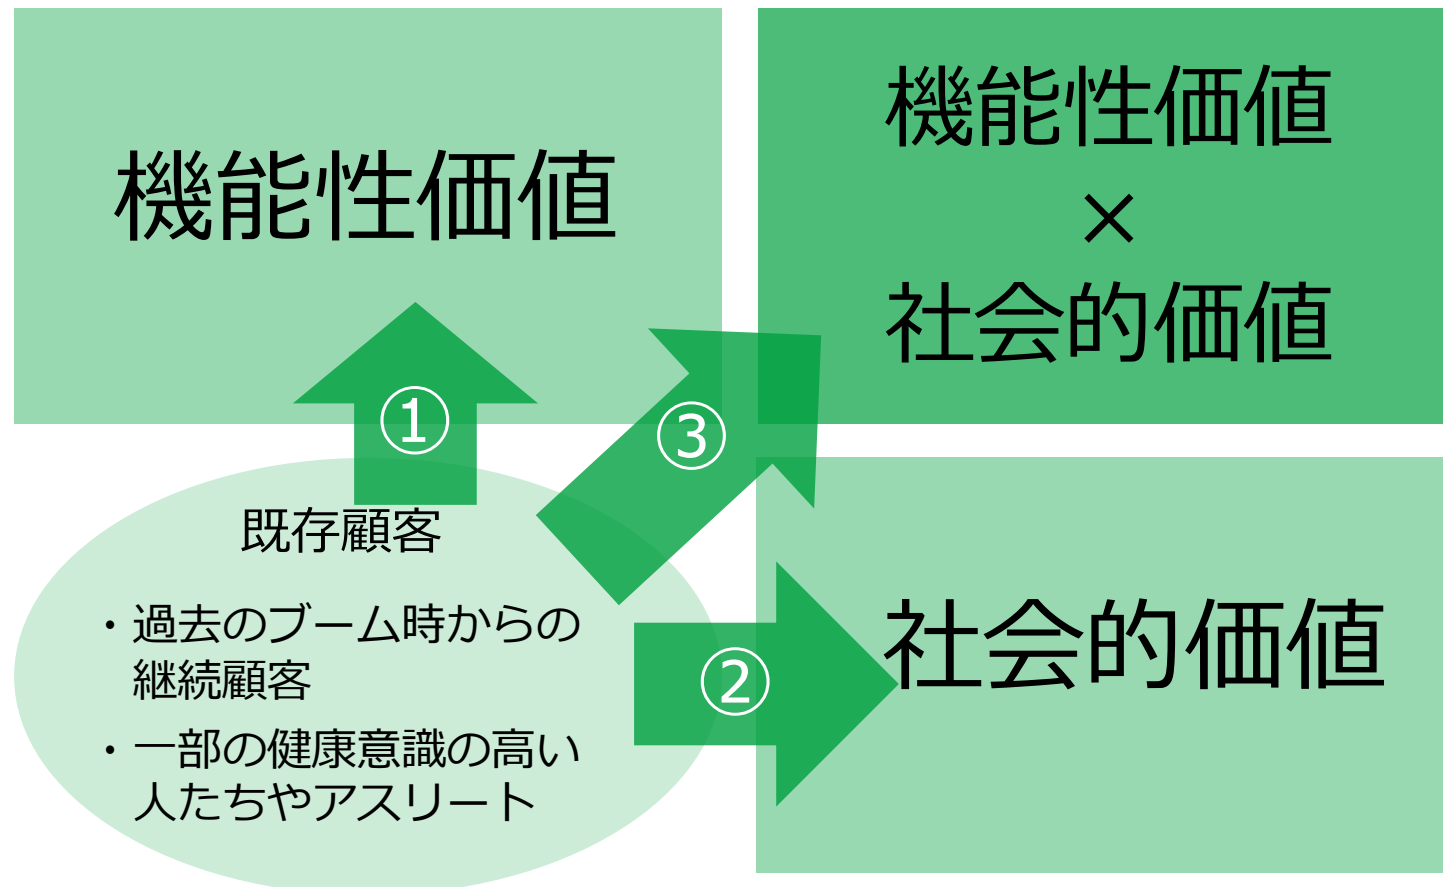 機能性価値
機能性価値
×
社会的価値
①
③
既存顧客
・過去のブーム時からの
継続顧客
・一部の健康意識の高い
人たちやアスリート
②
社会的価値